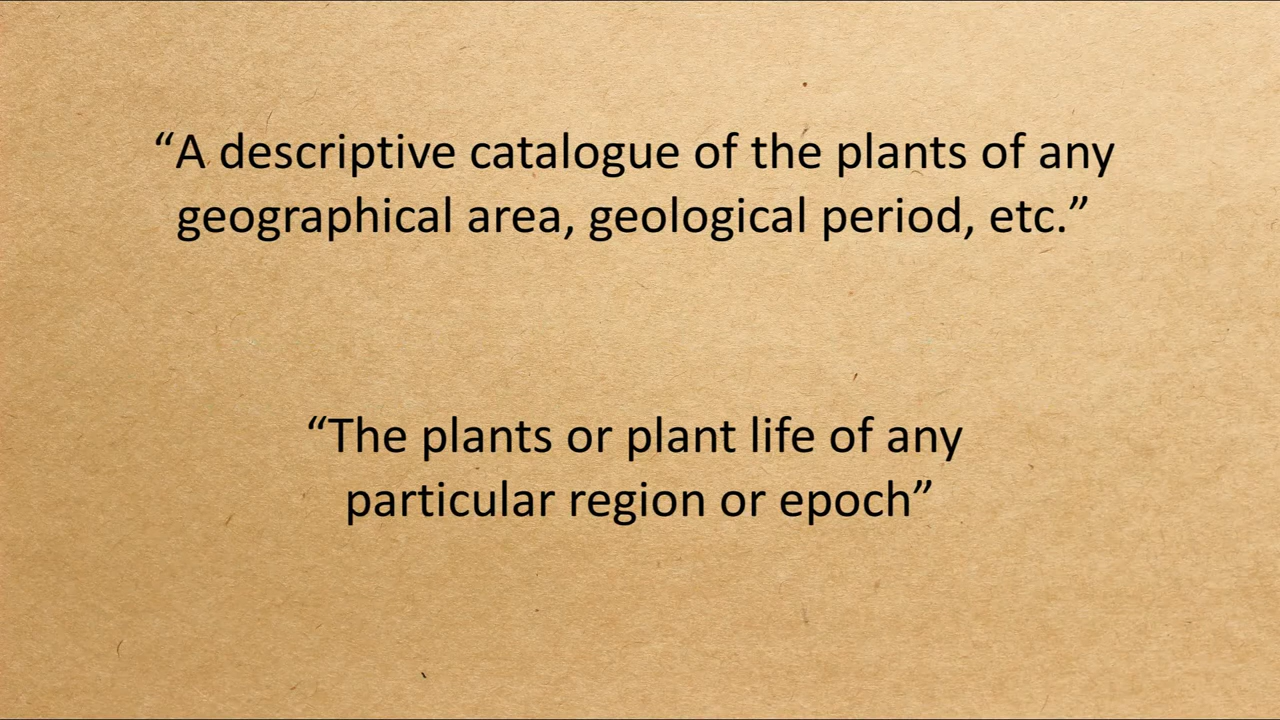 “A descriptive catalogue of the plants of any
geographical area, geological period, etc.”
“The plants or plant life of any
particular region or epoch”